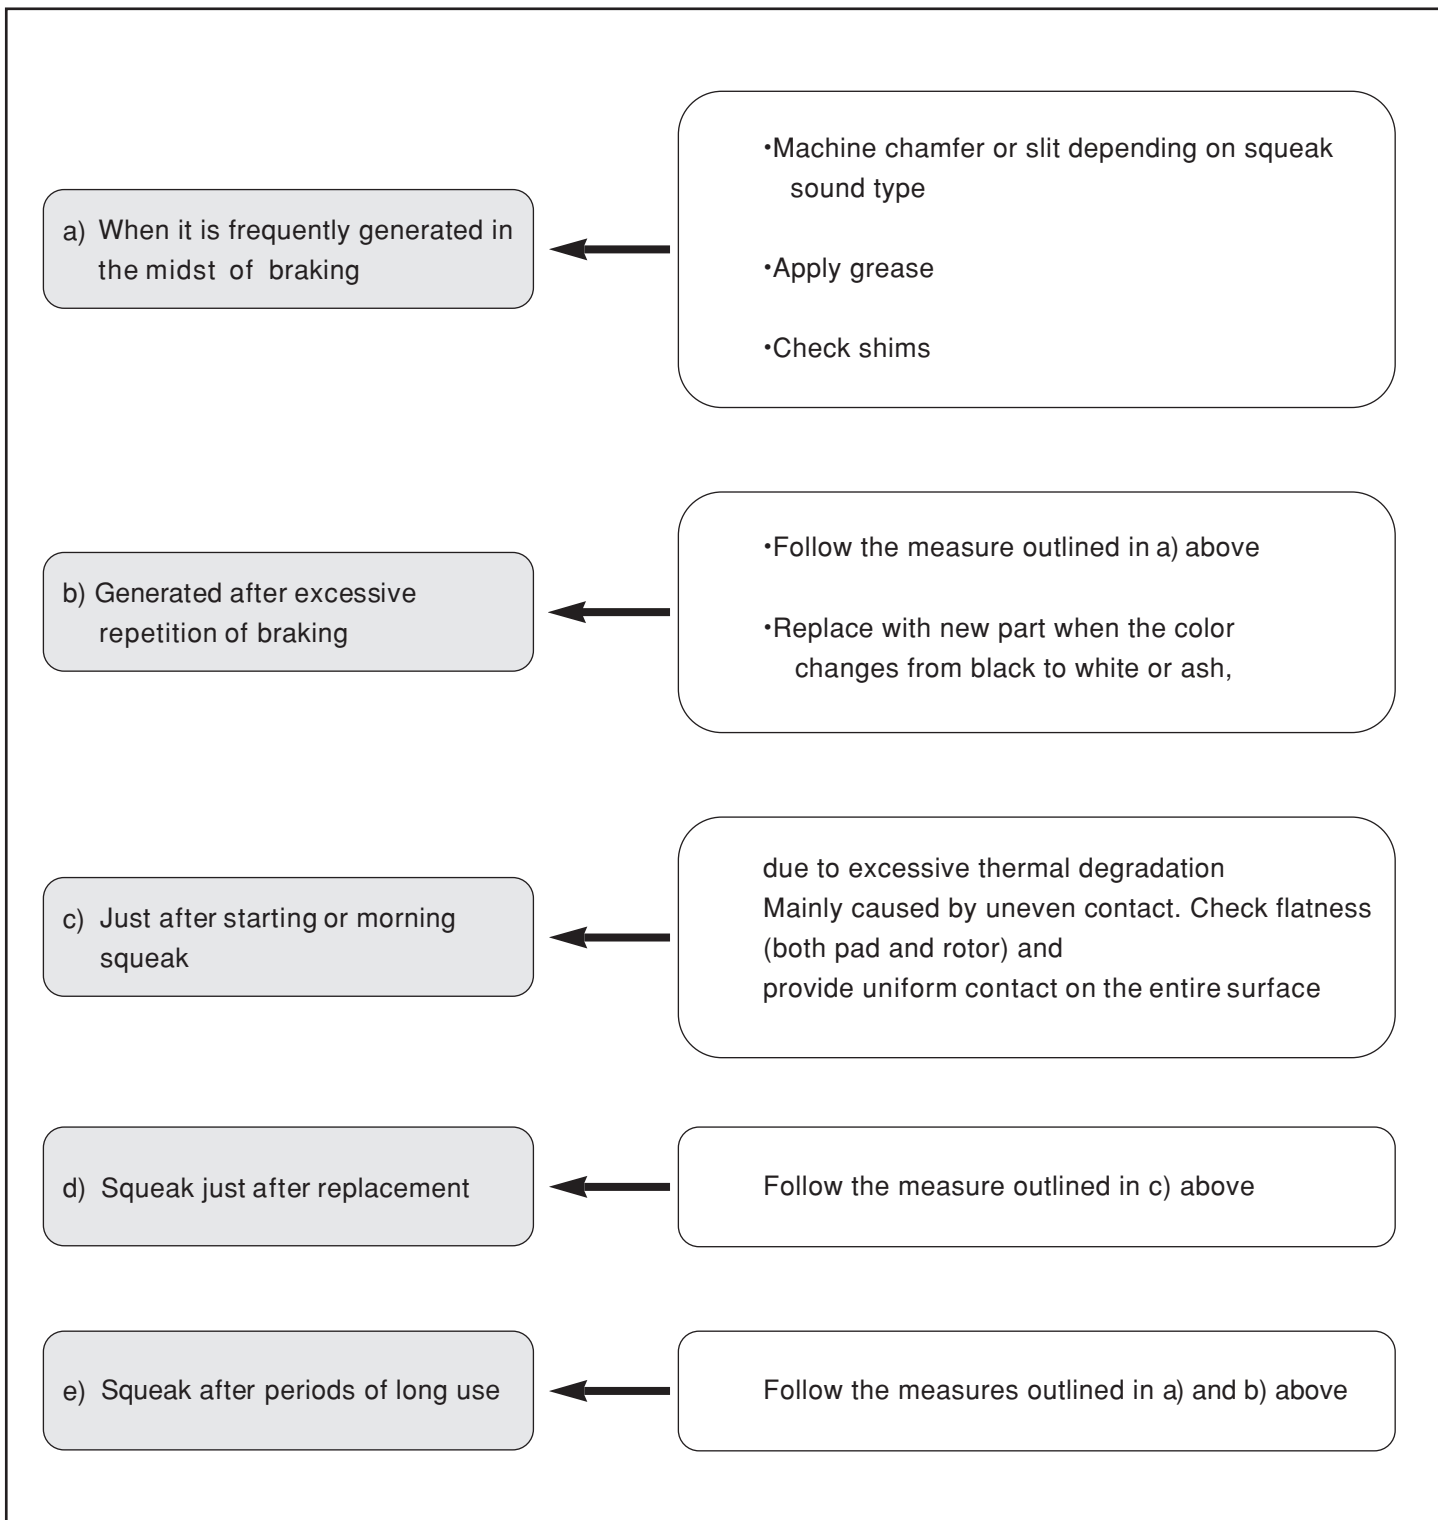 a) When it is frequently generated in
the midst of braking
・Machine chamfer or slit depending on squeak
sound type
・Apply grease
・Check shims
b) Generated after excessive
repetition of braking
・Follow the measure outlined in a) above
・Replace with new part when the color
changes from black to white or ash,
c) Just after starting or morning
squeak
due to excessive thermal degradation
Mainly caused by uneven contact. Check flatness
(both pad and rotor) and
provide uniform contact on the entire surface
d) Squeak just after replacement
Follow the measure outlined in c) above
e) Squeak after periods of long use
Follow the measures outlined in a) and b) above